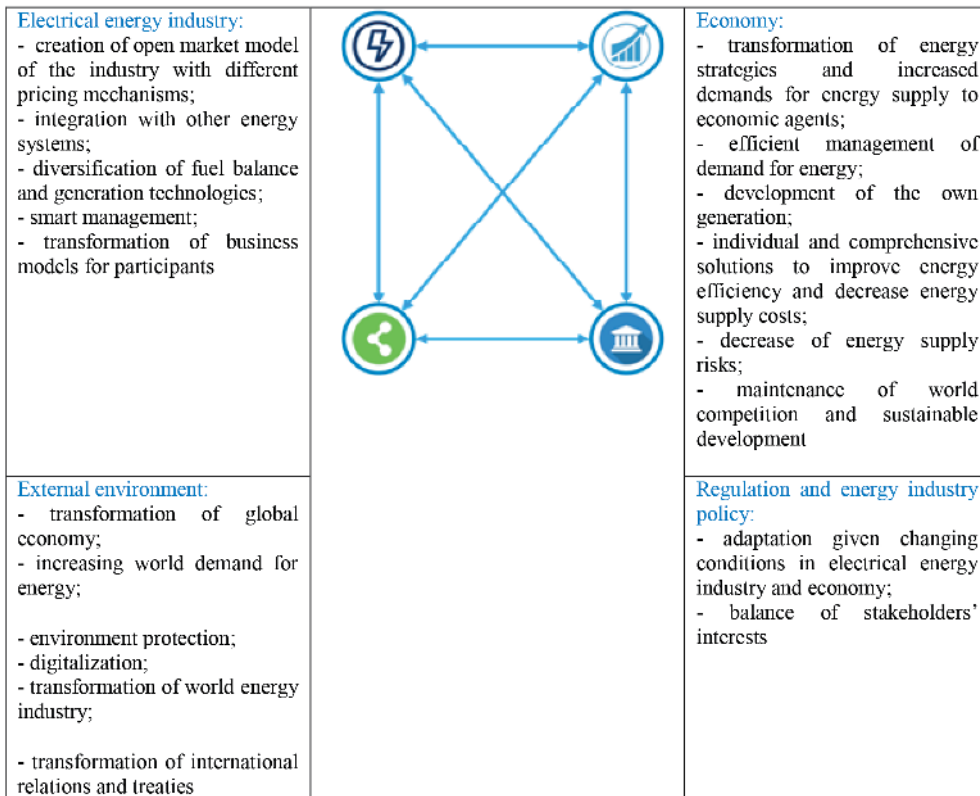 Electrical energy industry:
- creation of open market model
of the industry with different
pricing mechanisms;
- integration with other energy
systems;
- diversification of fuel balance
and generation technologies;
- smart management;
- transformation of business
models for participants
Economy:
- transformation of energy
strategies and increased
demands for energy supply to
economic agents;
- efficient management of
demand for energy;
- development of the own
generation;
- individual and comprehensive
solutions to improve energy
efficiency and decrease energy
supply costs;
- decrease of energy supply
risks;
- maintenance of world
competition and sustainable
development
External environment:
- transformation of global
economy;
- increasing world demand for
energy;
- environment protection;
- digitalization;
- transformation of world energy
industry;
- transformation of international
relations and treaties
Regulation and energy industry
policy:
- adaptation given changing
conditions in electrical energy
industry and economy;
- balance of stakeholders’
interests